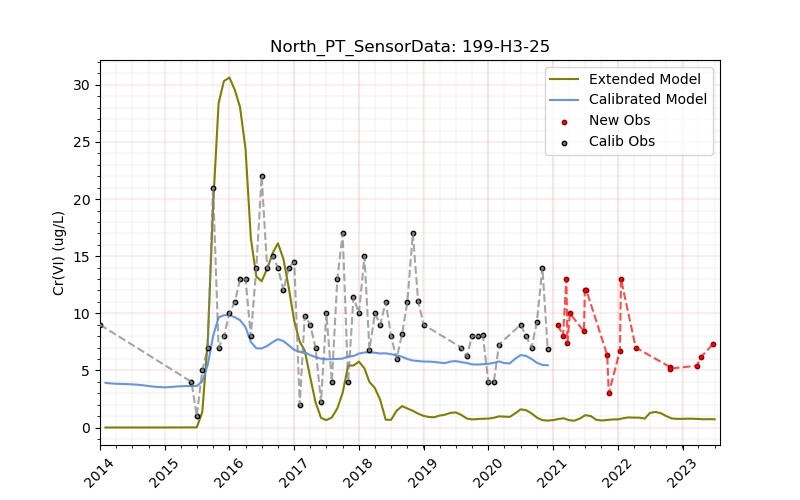 North_PT_SensorData: 199-H3-25
Extended Model
Calibrated Model
New Obs
Calib Obs
Cr(VI) (ug/L)
30
25
20
15
10
5
0
2014 2015 2016 2017 2018 2019 2020 2021 2022 2023